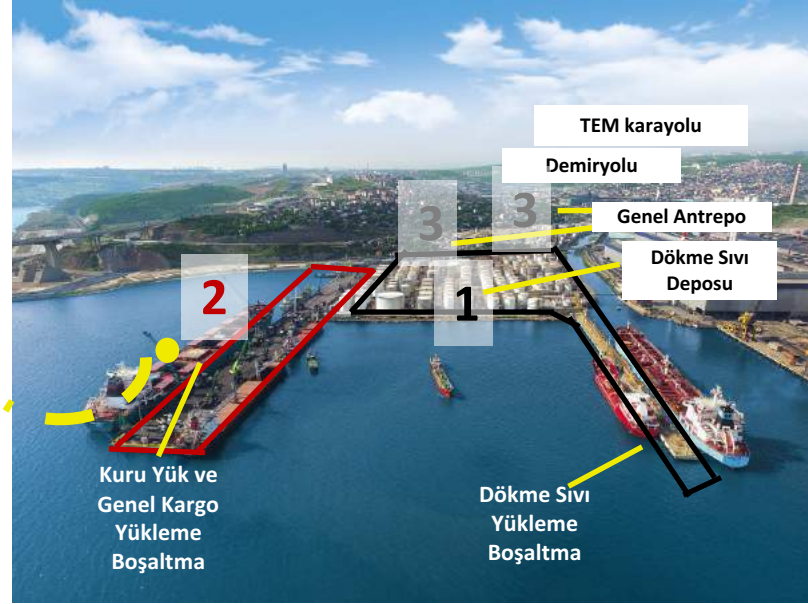 TEM karayolu
Demiryolu
3
3
Genel Antrepo
Dökme Sıvı
Deposu
2
1
Kuru Yük ve
Genel Kargo
Yükleme
Boşaltma
Dökme Sıvı
Yükleme
Boşaltma